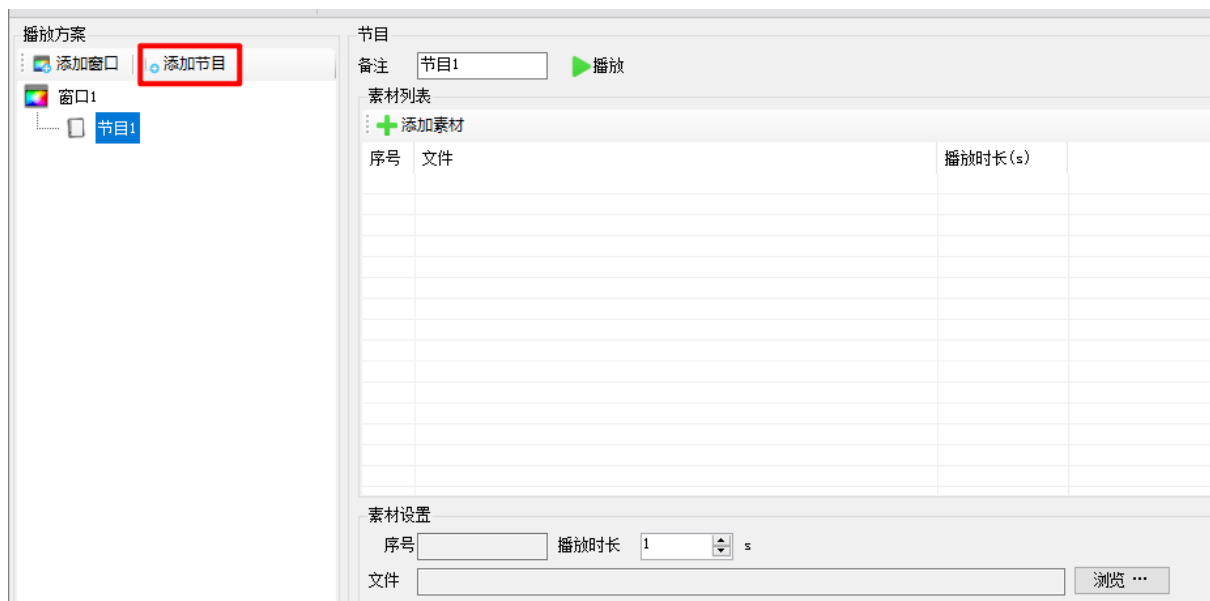 播放方案
添加窗口
添加节目
窗口1
节目1
节目
备注
节目1
播放
素材列表
添加素材
序号
文件
播放时长(s)
素材设置
序号
播放时长
1
s
文件
浏览 …